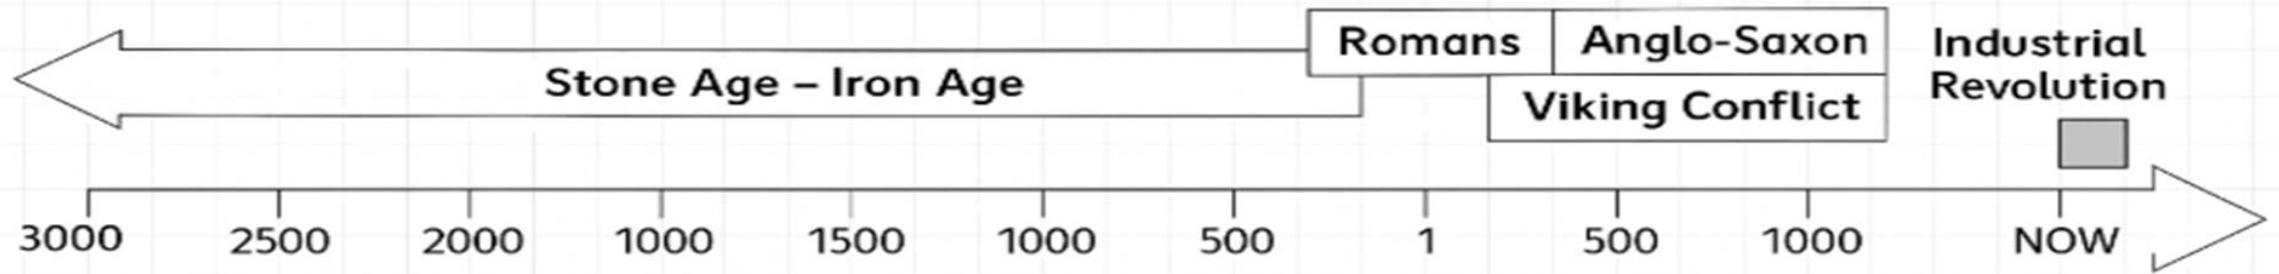 Romans Anglo-Saxon
Stone Age – Iron Age
Viking Conflict
Industrial
Revolution
3000 2500 2000 1000 1500 1000 500 1 500 1000 NOW